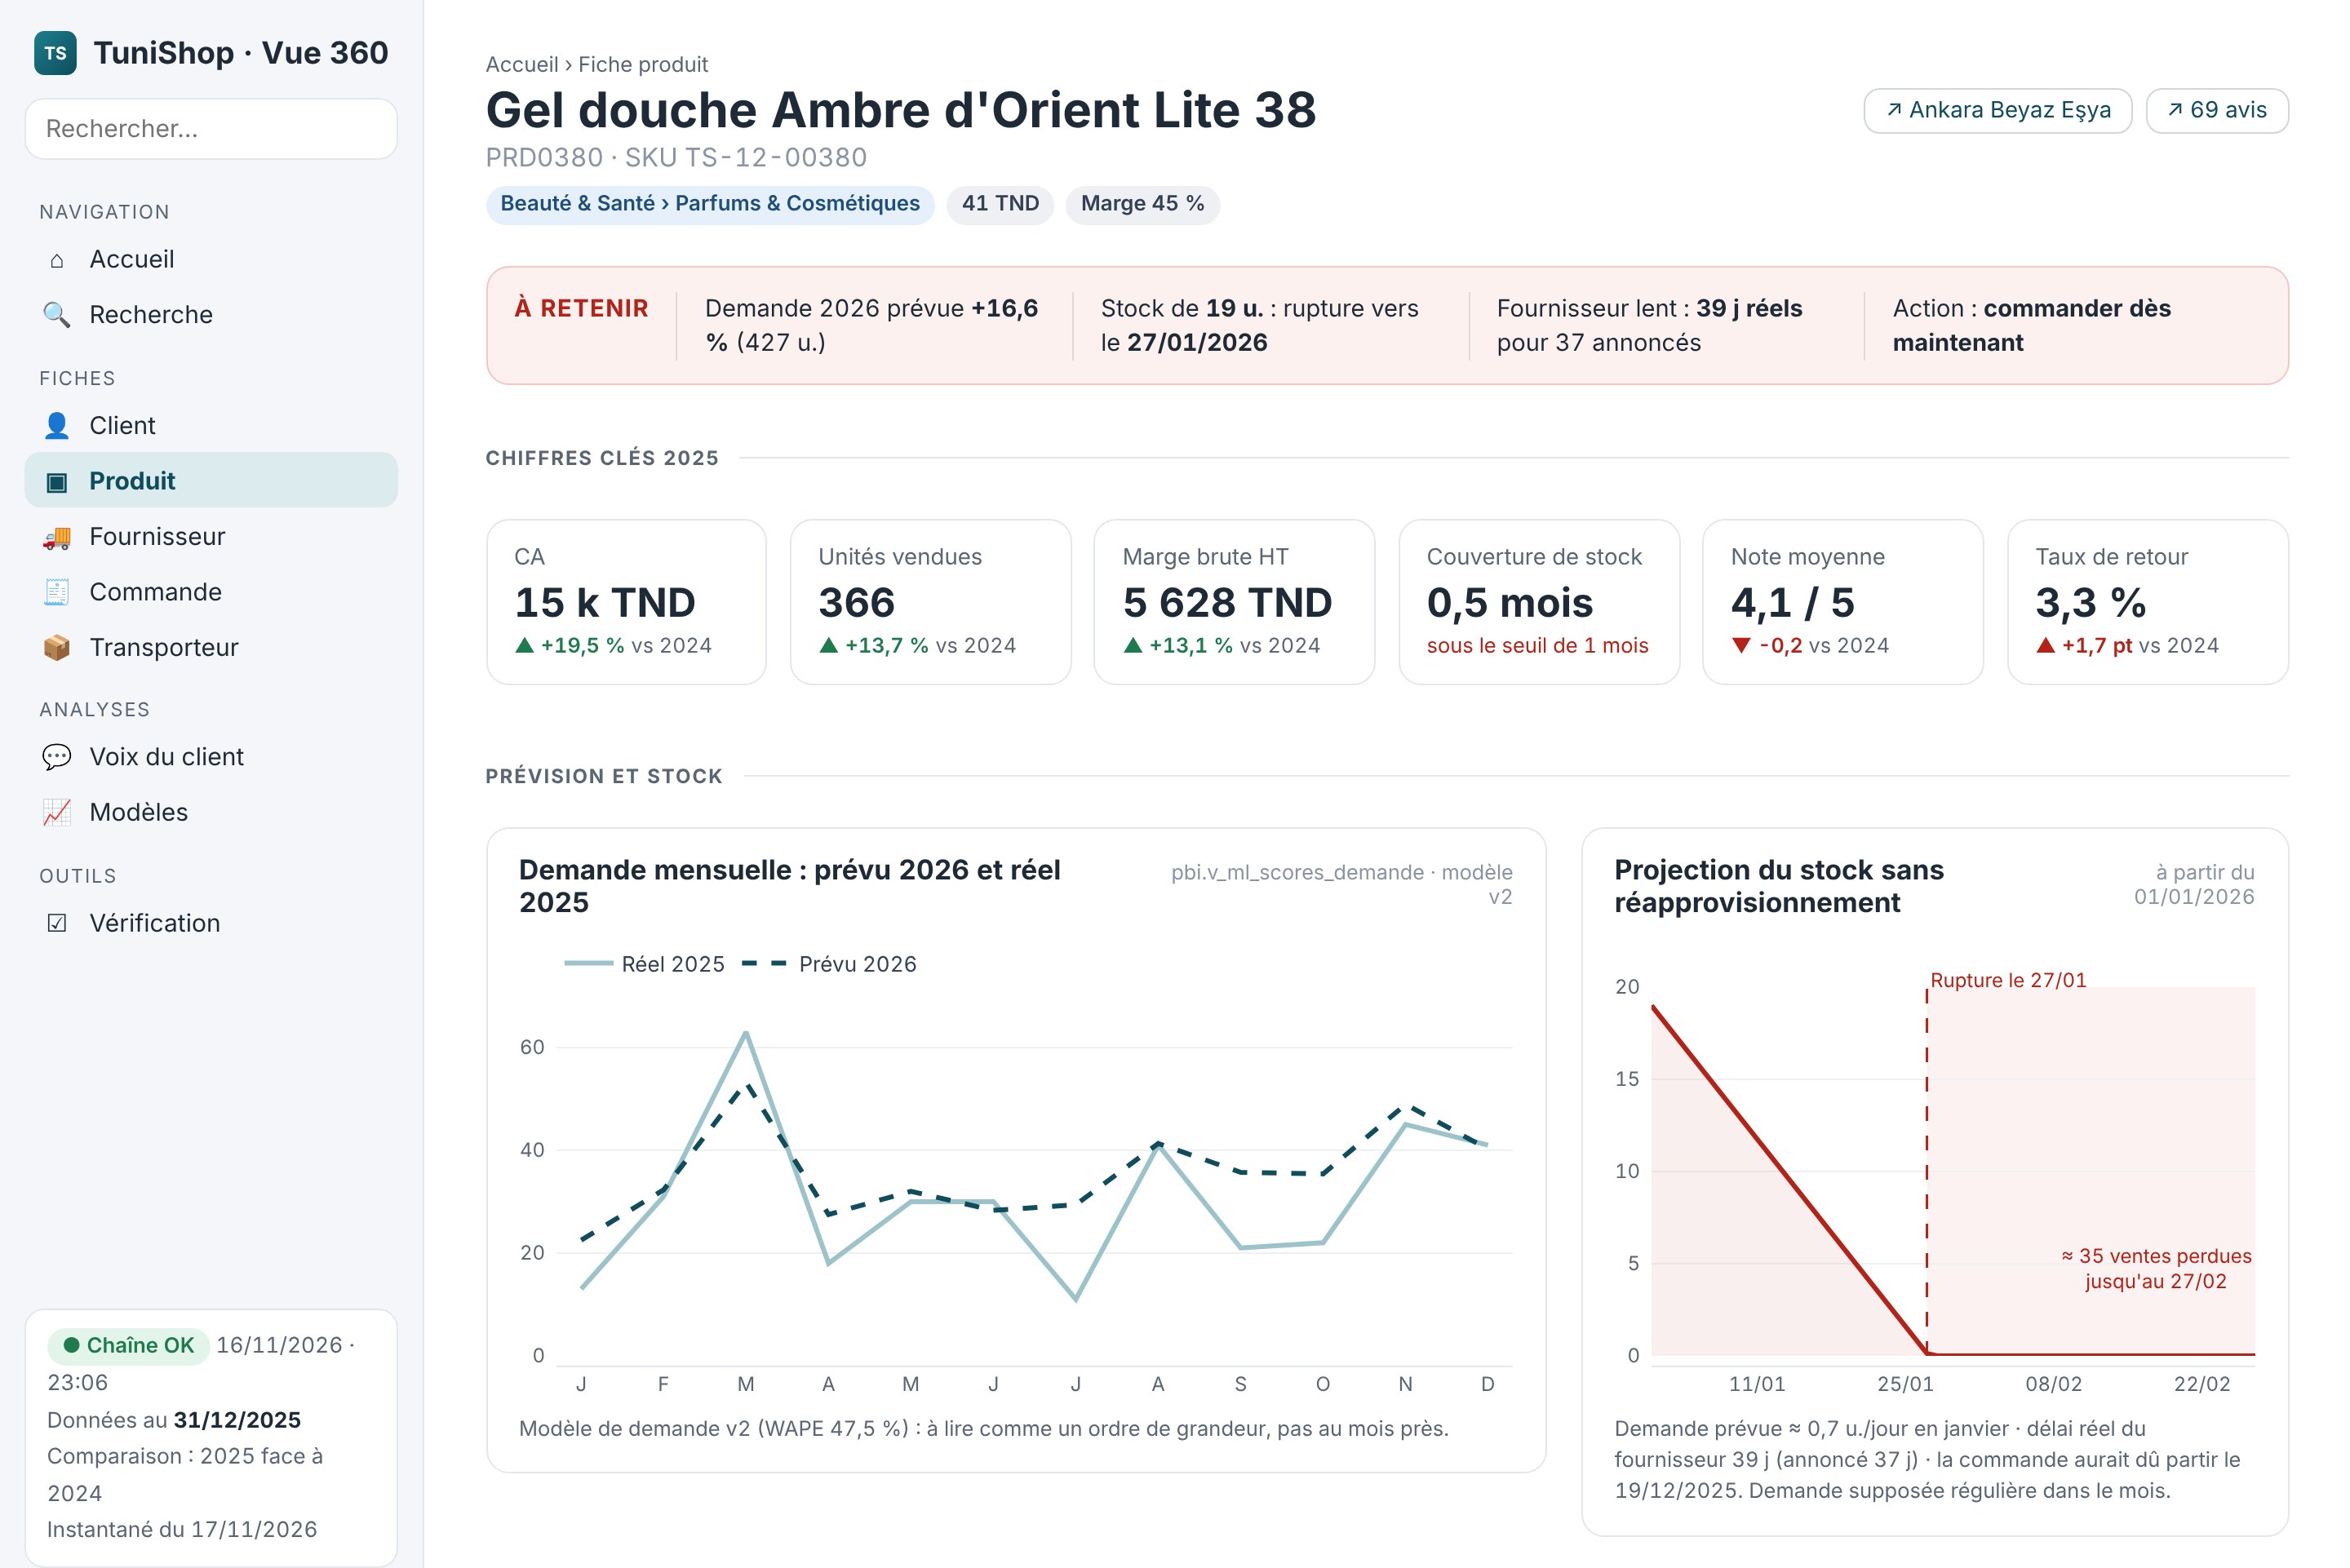 TS
TuniShop · Vue 360
Rechercher...
NAVIGATION
⌂ Accueil
🔍 Recherche
FICHES
👤 Client
▣ Produit
🚚 Fournisseur
🧾 Commande
📦 Transporteur
ANALYSES
💬 Voix du client
📈 Modèles
OUTILS
☑ Vérification
● Chaîne OK 16/11/2026 ·
23:06
Données au 31/12/2025
Comparaison : 2025 face à
2024
Instantané du 17/11/2026
Accueil › Fiche produit
Gel douche Ambre d'Orient Lite 38
↗ Ankara Beyaz Eşya
↗ 69 avis
PRD0380 · SKU TS-12-00380
Beauté & Santé › Parfums & Cosmétiques
41 TND
Marge 45 %
À RETENIR
Demande 2026 prévue +16,6
% (427 u.)
Stock de 19 u. : rupture vers
le 27/01/2026
Fournisseur lent : 39 j réels
pour 37 annoncés
Action : commander dès
maintenant
CHIFFRES CLÉS 2025
CA
15 k TND
▲ +19,5 % vs 2024
Unités vendues
366
▲ +13,7 % vs 2024
Marge brute HT
5 628 TND
▲ +13,1 % vs 2024
Couverture de stock
0,5 mois
sous le seuil de 1 mois
Note moyenne
4,1 / 5
▼ -0,2 vs 2024
Taux de retour
3,3 %
▲ +1,7 pt vs 2024
PRÉVISION ET STOCK
Demande mensuelle : prévu 2026 et réel
2025
pbi.v_ml_scores_demande · modèle
v2
Réel 2025
Prévu 2026
60
40
20
0
J F M A M J J A S O N D
Modèle de demande v2 (WAPE 47,5 %) : à lire comme un ordre de grandeur, pas au mois près.
Projection du stock sans
réapprovisionnement
à partir du
01/01/2026
Rupture le 27/01
20
15
10
5
0
≈ 35 ventes perdues
jusqu'au 27/02
11/01 25/01 08/02 22/02
Demande prévue ≈ 0,7 u./jour en janvier · délai réel du
fournisseur 39 j (annoncé 37 j) · la commande aurait dû partir le
19/12/2025. Demande supposée régulière dans le mois.